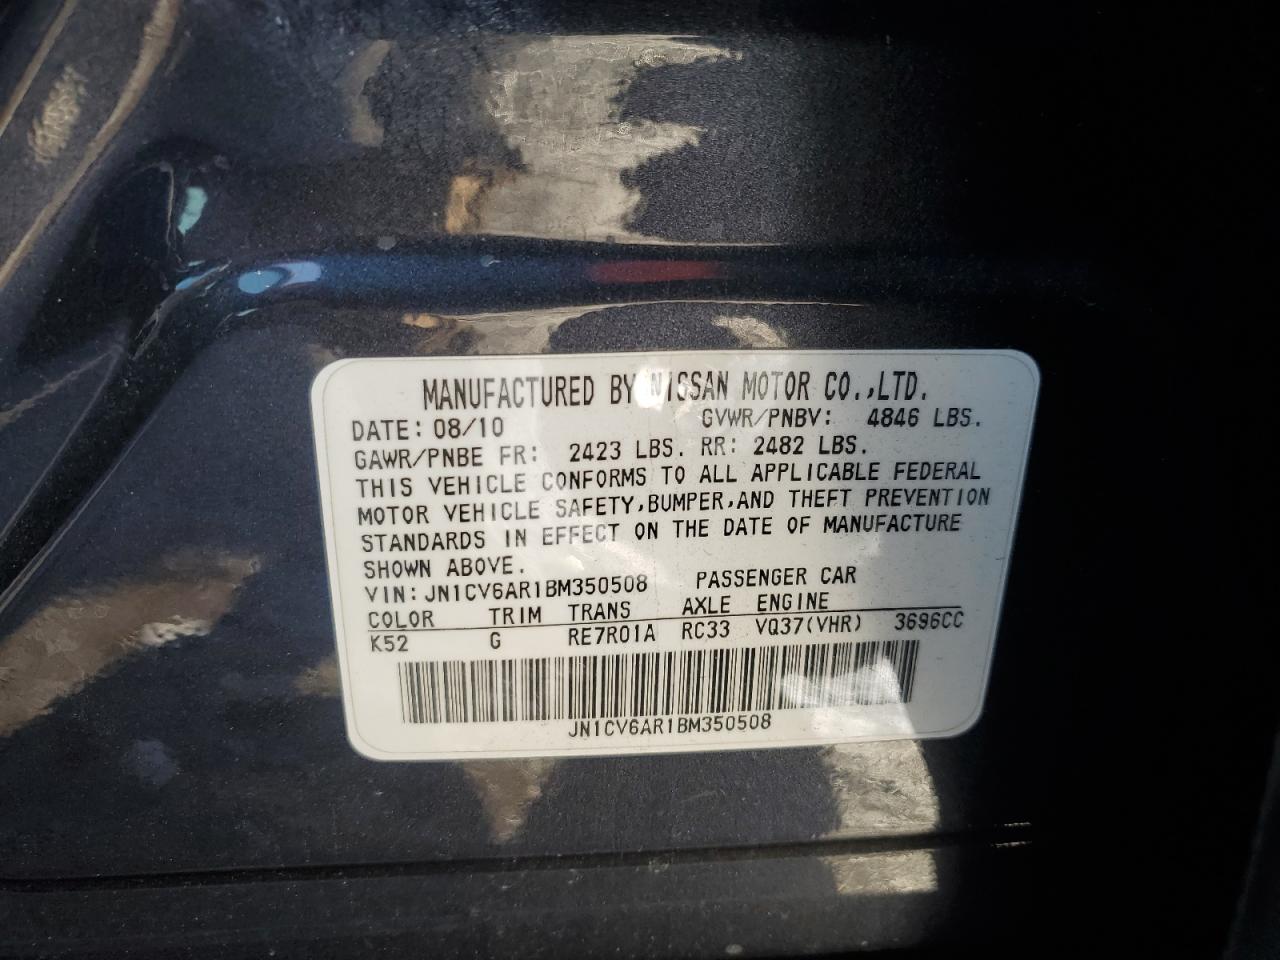 MANUFACTURED BY NISSAN MOTOR CO.,LTD.
DATE: 08/10 GVWR/PNBV: 4846 LBS.
GAWR/PNBE FR: 2423 LBS. RR: 2482 LBS.
THIS VEHICLE CONFORMS TO ALL APPLICABLE FEDERAL
MOTOR VEHICLE SAFETY,BUMPER,AND THEFT PREVENTION
STANDARDS IN EFFECT ON THE DATE OF MANUFACTURE
SHOWN ABOVE.
VIN: JN1CV6AR1BM350508 PASSENGER CAR
COLOR TRIM TRANS AXLE ENGINE
K52 G RE7R01A RC33 VQ37(VHR) 3696CC
JN1CV6AR1BM350508